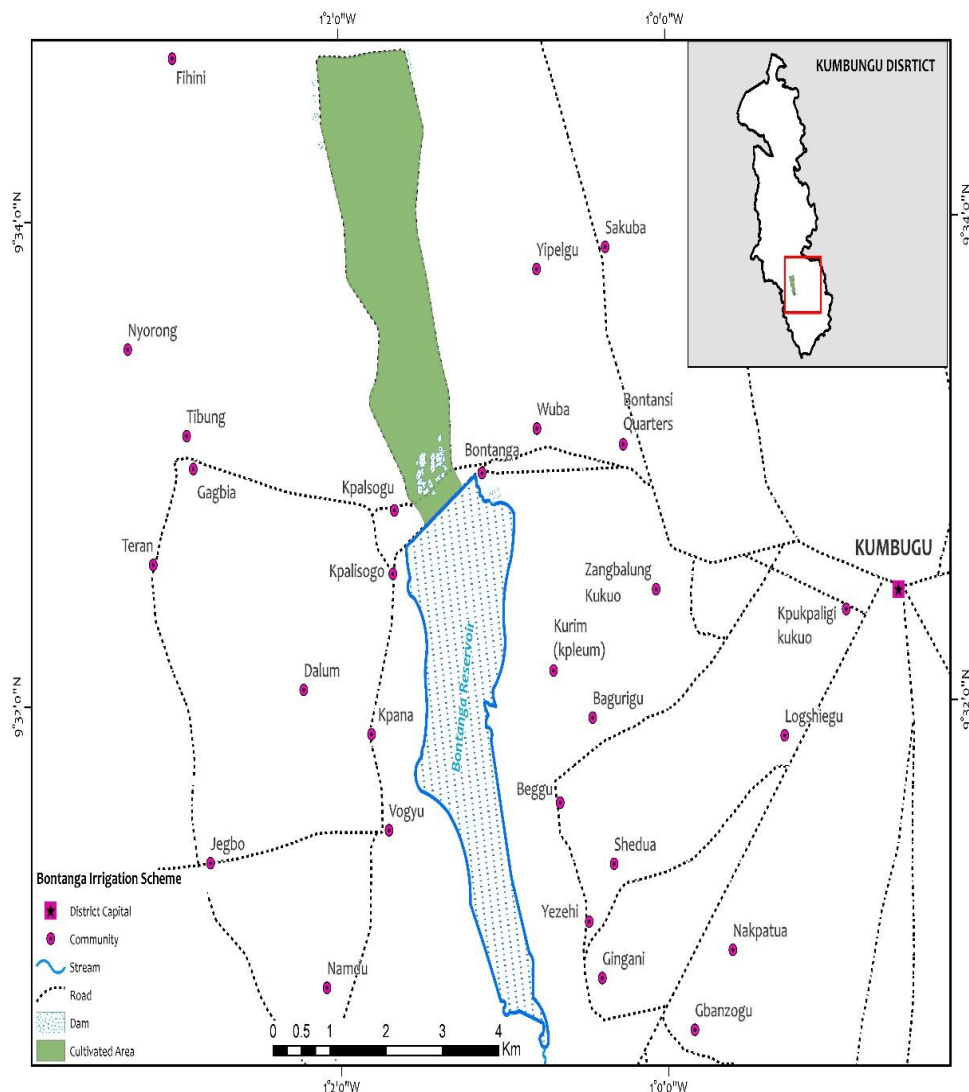 1°2'0"W
1°0'0"W
KUMBUNGU DISRTICT
Fihini
9°34'0"N
9°34'0"N
Sakuba
Yipelgu
Nyorong
Tibung
Wuba
Bontansi
Quarters
Bontanga
Gagbia
Kpalsogu
KUMBUGU
Teran
Kpalisogo
Zangbalung
Kukuo
Kpukpaligi
kukuo
Kurim
(kpleum)
Bontanga Reservoir
Dalum
Bagurigu
9°32'0"N
9°32'0"N
Kpana
Logshiegu
Beggu
Vogyu
Jegbo
Shedua
Bontanga Irrigation Scheme
District Capital
Community
Stream
Road
Dam
Cultivated Area
Yezehi
Nakpatua
Gingani
Namdu
Gbanzogu
0 0.5 1 2 3 4
Km
1°2'0"W
1°0'0"W